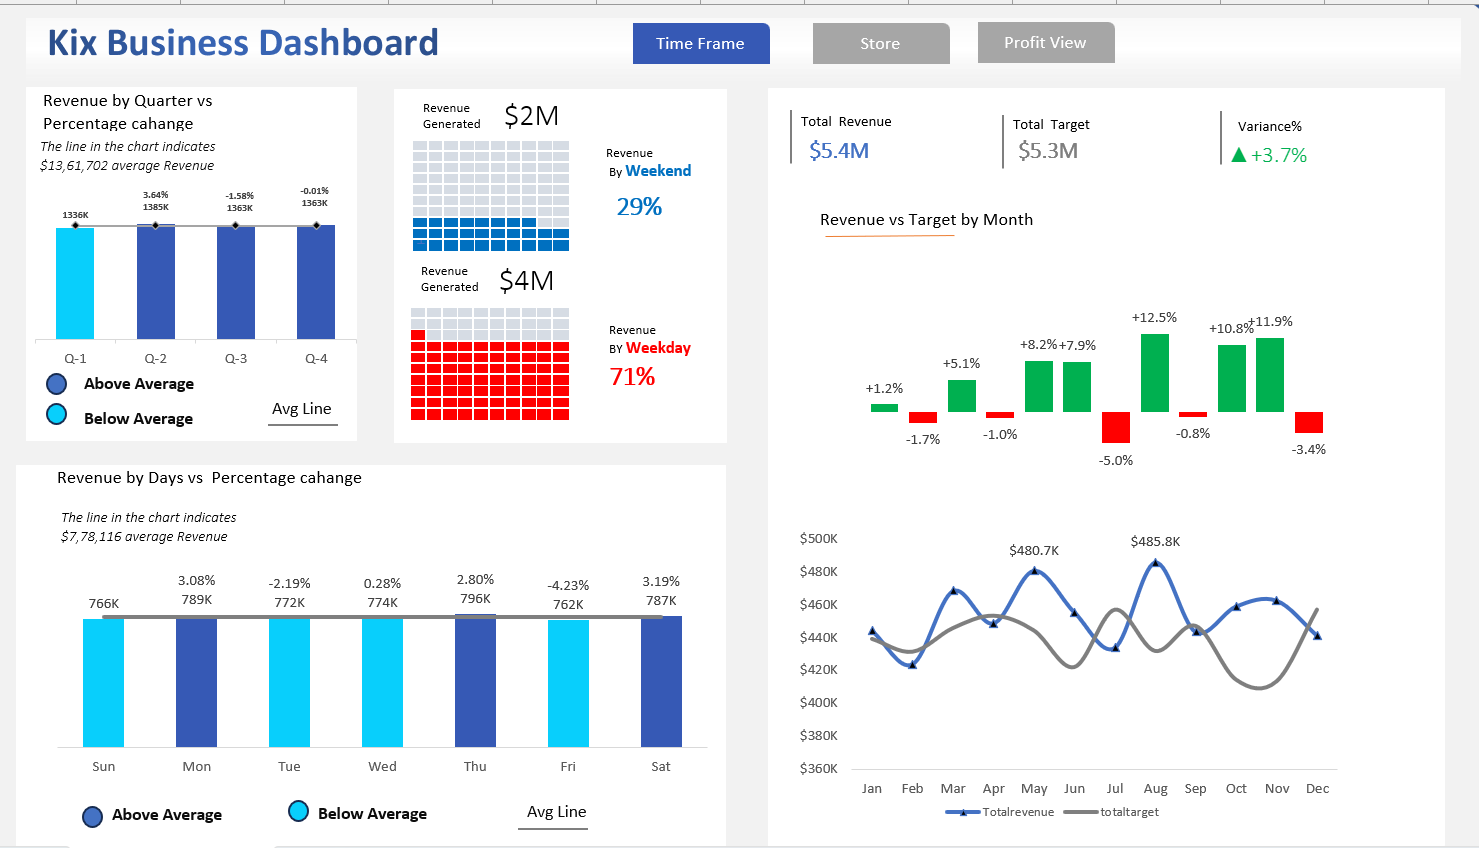 Kix Business Dashboard
Time Frame
Store
Profit View
Revenue by Quarter vs
Percentage cahange
The line in the chart indicates
$13,61,702 average Revenue
1336K
3.64%
1385K
-1.58%
1363K
-0.01%
1363K
Q-1 Q-2 Q-3 Q-4
Above Average
Below Average
Avg Line
Revenue
Generated
$2M
Revenue
By Weekend
29%
Revenue
Generated
$4M
Revenue
BY Weekday
71%
Total Revenue
$5.4M
Total Target
$5.3M
Variance%
▲+3.7%
Revenue vs Target by Month
+1.2%
-1.7%
+5.1%
-1.0%
+8.2%
+7.9%
-5.0%
+12.5%
-0.8%
+10.8%
+11.9%
-3.4%
$500K
$480K
$460K
$440K
$420K
$400K
$380K
$360K
$480.7K
$485.8K
Jan Feb Mar Apr May Jun Jul Aug Sep Oct Nov Dec
Totalrevenue totaltarget
Revenue by Days vs Percentage cahange
The line in the chart indicates
$7,78,116 average Revenue
766K
3.08%
789K
-2.19%
772K
0.28%
774K
2.80%
796K
-4.23%
762K
3.19%
787K
Sun Mon Tue Wed Thu Fri Sat
Above Average
Below Average
Avg Line